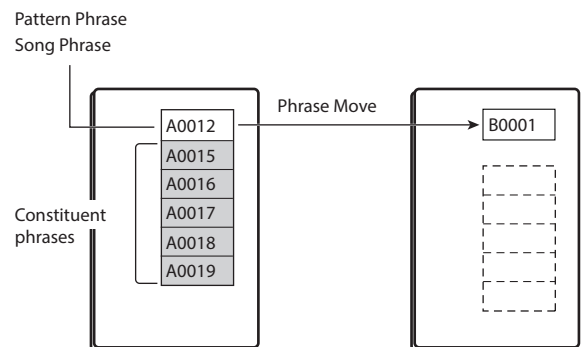 Pattern Phrase
Song Phrase
Phrase Move
A0012
B0001
A0015
A0016
A0017
A0018
A0019
Constituent
phrases